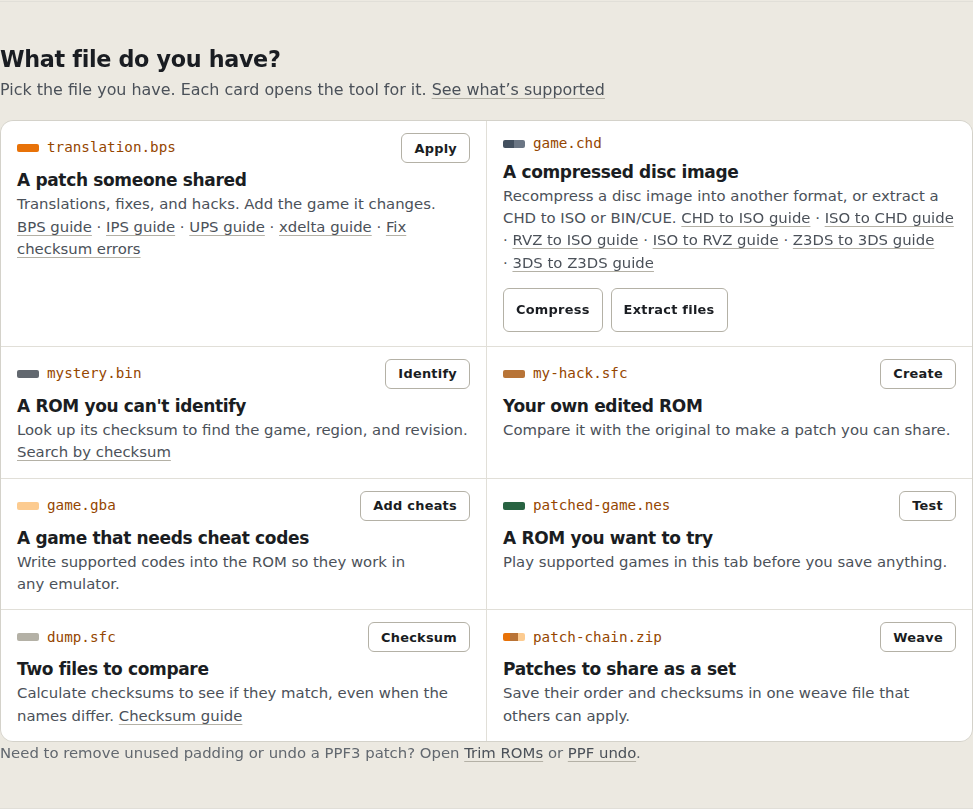 What file do you have?
Pick the file you have. Each card opens the tool for it. See what’s supported
translation.bps
Apply
A patch someone shared
Translations, fixes, and hacks. Add the game it changes.
BPS guide · IPS guide · UPS guide · xdelta guide · Fix
checksum errors
game.chd
A compressed disc image
Recompress a disc image into another format, or extract a
CHD to ISO or BIN/CUE. CHD to ISO guide · ISO to CHD guide
· RVZ to ISO guide · ISO to RVZ guide · Z3DS to 3DS guide
· 3DS to Z3DS guide
Compress
Extract files
mystery.bin
Identify
A ROM you can't identify
Look up its checksum to find the game, region, and revision.
Search by checksum
my-hack.sfc
Create
Your own edited ROM
Compare it with the original to make a patch you can share.
game.gba
Add cheats
A game that needs cheat codes
Write supported codes into the ROM so they work in
any emulator.
patched-game.nes
Test
A ROM you want to try
Play supported games in this tab before you save anything.
dump.sfc
Checksum
Two files to compare
Calculate checksums to see if they match, even when the
names differ. Checksum guide
patch-chain.zip
Weave
Patches to share as a set
Save their order and checksums in one weave file that
others can apply.
Need to remove unused padding or undo a PPF3 patch? Open Trim ROMs or PPF undo.